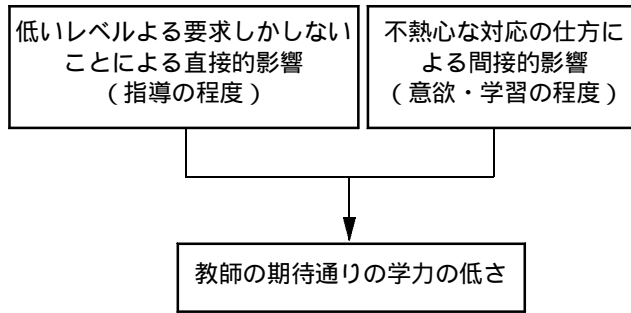 低いレベルよる要求しかしない
ことによる直接的影響
（指導の程度）
不熱心な対応の仕方に
よる間接的影響
（意欲・学習の程度）
教師の期待通りの学力の低さ